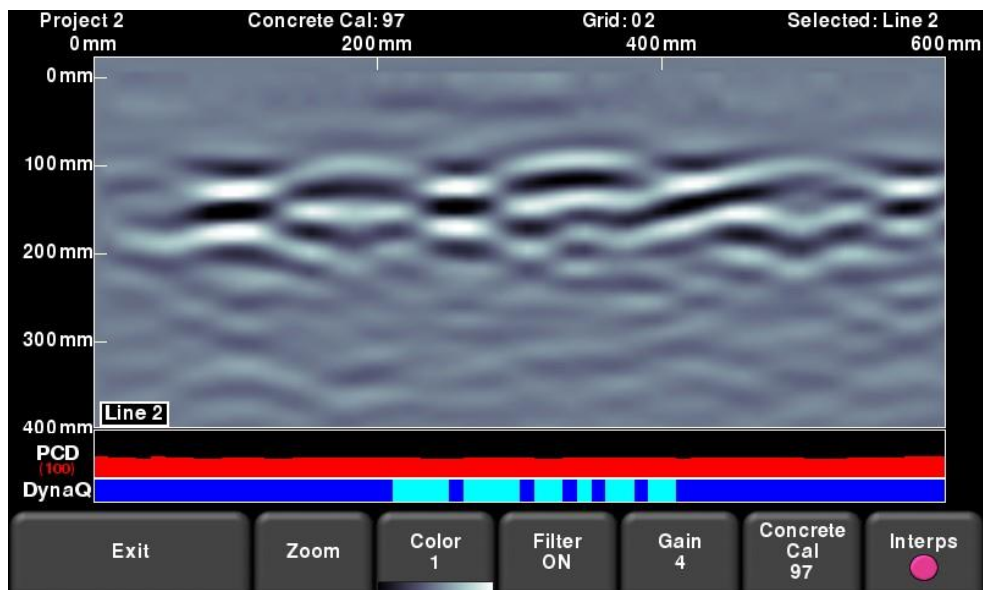 Project 2 Concrete Cal: 97 Grid: 02 Selected: Line 2
0mm 200mm 400mm 600mm
0mm
100mm
200mm
300mm
Line 2
400mm
PCD
(100)
DynaQ
Exit
Zoom
Color
1
Filter
ON
Gain
4
Concrete
Cal
97
Interps